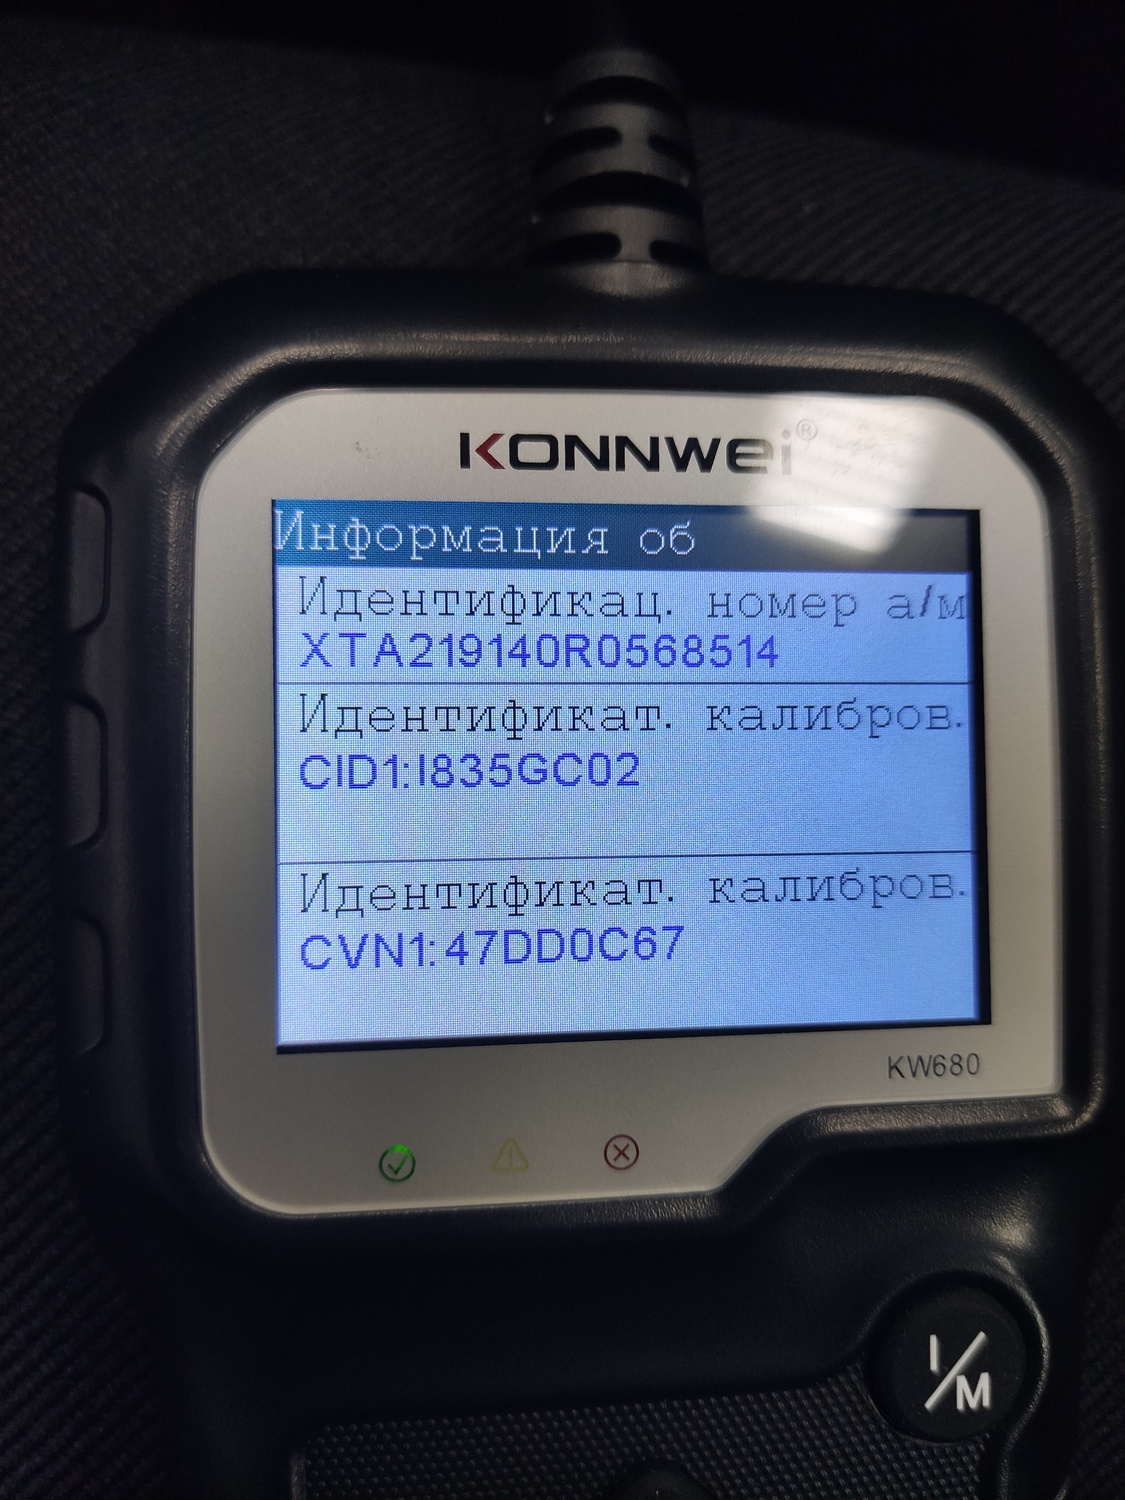 KONNWEI®
Информация об
Идентификац. номер а/м
XTA219140R0568514
Идентификат. калибров.
CID1:I835GC02
Идентификат. калибров.
CVN1:47DD0C67
KW680
I/M